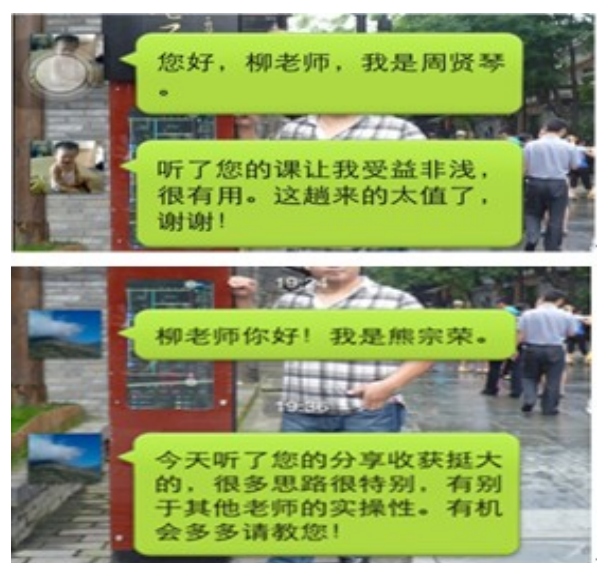 您好，柳老师，我是周贤琴
。
听了您的课让我受益非浅，
很有用。这趟来的太值了，
谢谢！
19:24
柳老师你好！我是熊宗荣。
19:36
今天听了您的分享收获挺大
的，很多思路很特别，有别
于其他老师的实操性。有机
会多多请教您！